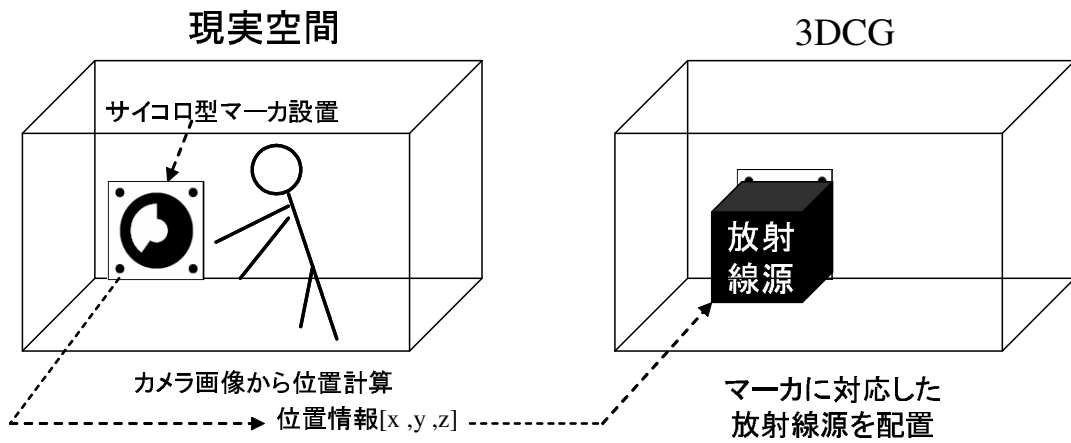 現実空間
サイコロ型マーカ設置
カメラ画像から位置計算
位置情報[x ,y ,z]
3DCG
放射
線源
マーカに対応した
放射線源を配置